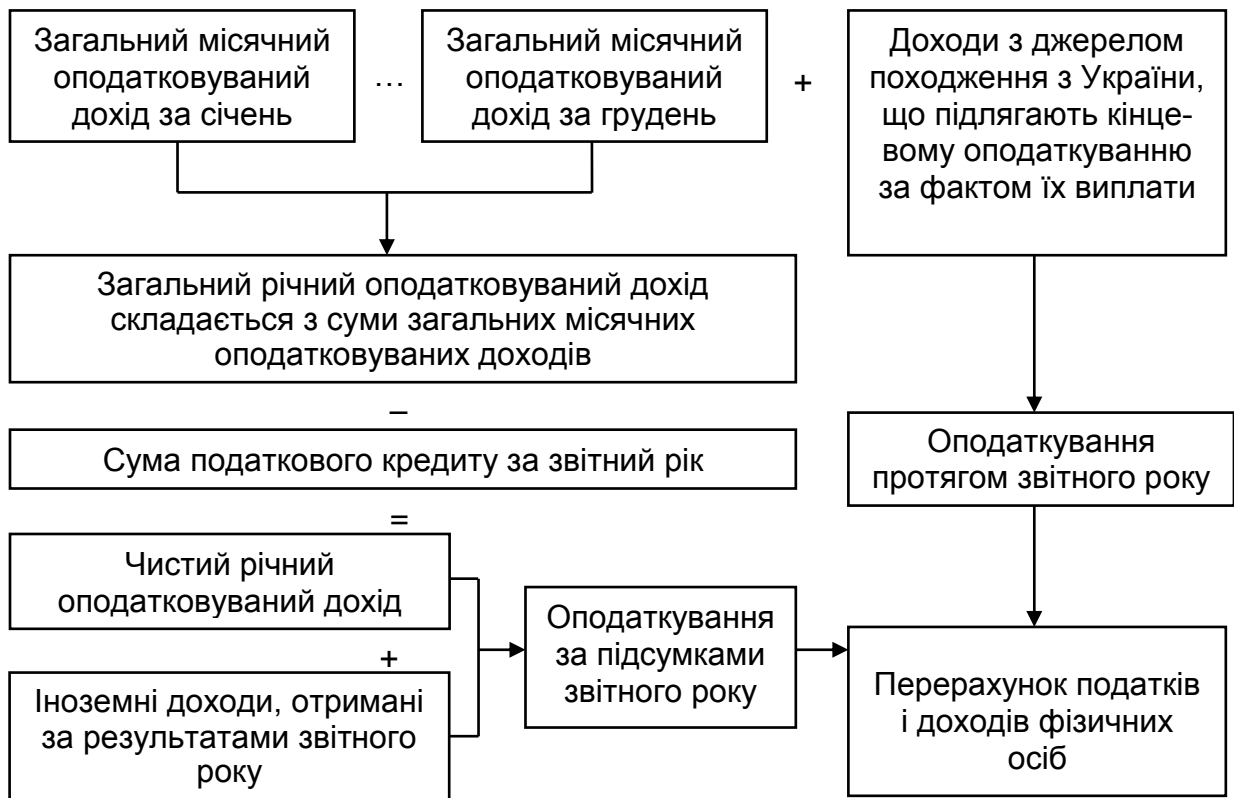 Загальний місячний
оподатковуваний
дохід за січень
…
Загальний місячний
оподатковуваний
дохід за грудень
+
Доходи з джерелом
походження з України,
що підлягають кінце-
вому оподаткуванню
за фактом їх виплати
Загальний річний оподатковуваний дохід
складається з суми загальних місячних
оподатковуваних доходів
–
Сума податкового кредиту за звітний рік
Оподаткування
протягом звітного року
=
Чистий річний
оподатковуваний дохід
+
Іноземні доходи, отримані
за результатами звітного
року
Оподаткування
за підсумками
звітного року
Перерахунок податків
і доходів фізичних
осіб